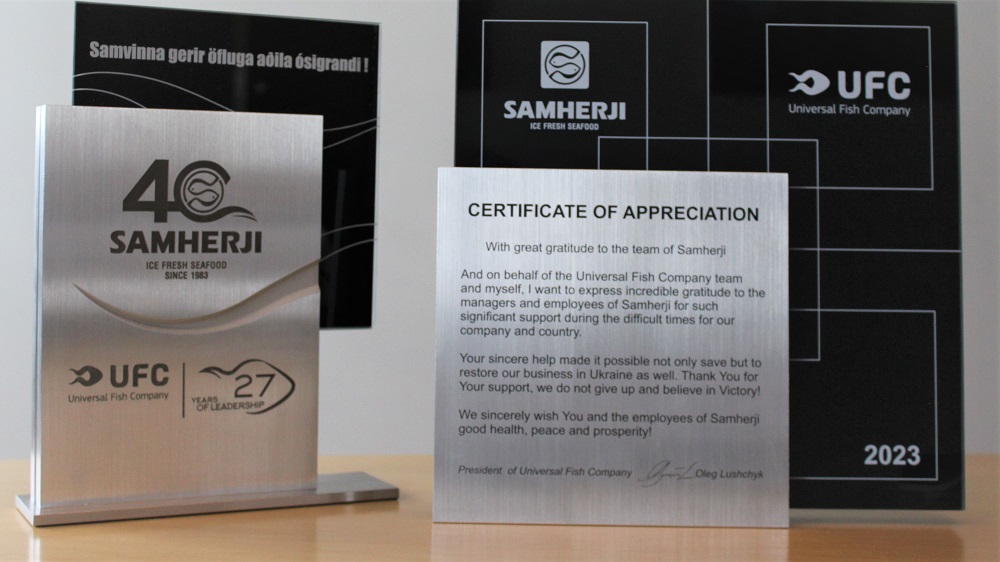 Samvinna gerir öfluga aðila ósigrandi !
40
SAMHERJI
ICE FRESH SEAFOOD
SINCE 1983
UFC
Universal Fish Company
27
YEARS
OF LEADERSHIP
SAMHERJI
ICE FRESH SEAFOOD
UFC
Universal Fish Company
CERTIFICATE OF APPRECIATION
With great gratitude to the team of Samherji
And on behalf of the Universal Fish Company team
and myself, I want to express incredible gratitude to the
managers and employees of Samherji for such
significant support during the difficult times for our
company and country.
Your sincere help made it possible not only save but to
restore our business in Ukraine as well. Thank You for
Your support, we do not give up and believe in Victory!
We sincerely wish You and the employees of Samherji
good health, peace and prosperity!
President of Universal Fish Company Oleg Lushchyk
2023